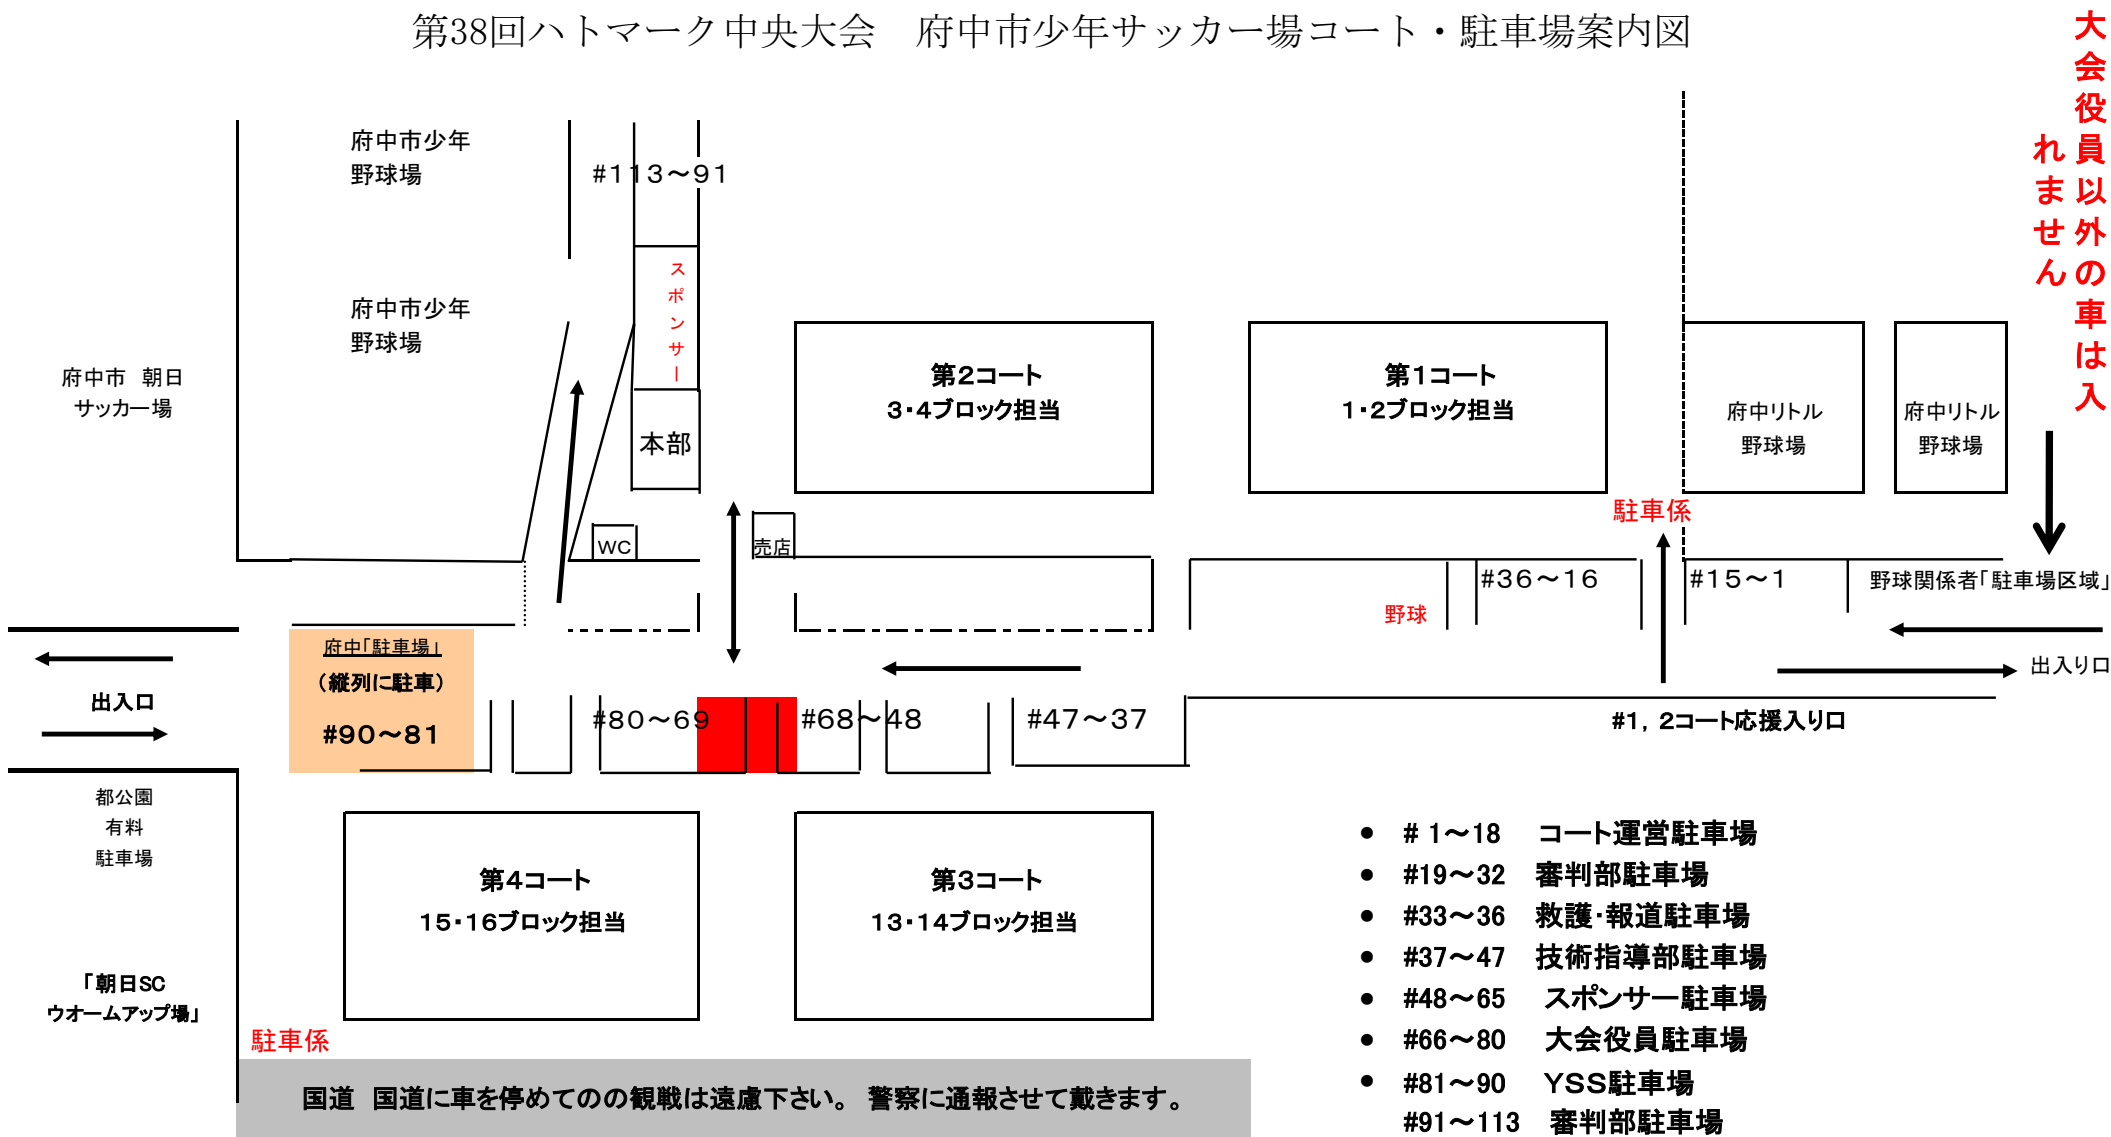 第38回ハトマーク中央大会　府中市少年サッカー場コート・駐車場案内図
大会役員以外の車は入
れません
府中市少年
野球場
#113～91
府中市少年
野球場
スポンサー
府中市　朝日
サッカー場
本部
第2コート
3・4ブロック担当
第1コート
1・2ブロック担当
府中リトル
野球場
府中リトル
野球場
駐車係
WC
売店
#36～16
#15～1
野球関係者「駐車場区域」
野球
府中「駐車場」
（縦列に駐車）
#90～81
出入口
出入り口
#80～69
#68～48
#47～37
#1，2コート応援入り口
都公園
有料
駐車場
第4コート
15・16ブロック担当
第3コート
13・14ブロック担当
「朝日SC
ウオームアップ場」
駐車係
国道　国道に車を停めてのの観戦は遠慮下さい。 警察に通報させて戴きます。
● # 1～18　コート運営駐車場
● #19～32　審判部駐車場
● #33～36　救護・報道駐車場
● #37～47　技術指導部駐車場
● #48～65　スポンサー駐車場
● #66～80　大会役員駐車場
● #81～90　YSS駐車場
#91～113　審判部駐車場